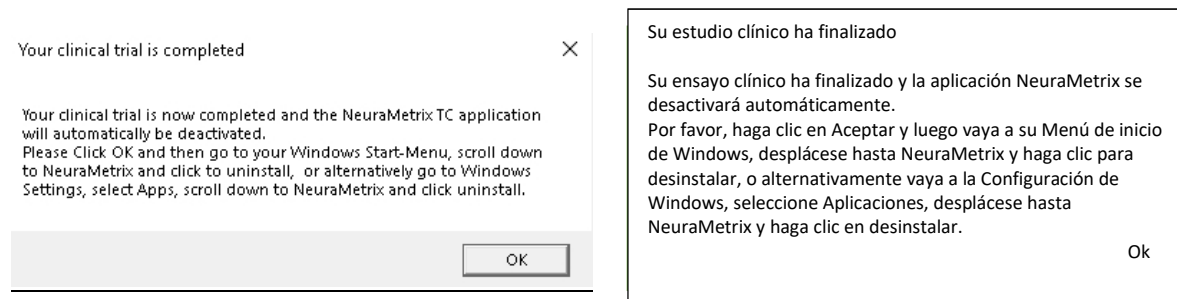 Your clinical trial is completed
Your clinical trial is now completed and the NeuraMetrix TC application
will automatically be deactivated.
Please Click OK and then go to your Windows Start-Menu, scroll down
to NeuraMetrix and click to uninstall, or alternatively go to Windows
Settings, select Apps, scroll down to NeuraMetrix and click uninstall.
OK
Su estudio clínico ha finalizado
Su ensayo clínico ha finalizado y la aplicación NeuraMetrix se
desactivará automáticamente.
Por favor, haga clic en Aceptar y luego vaya a su Menú de inicio
de Windows, desplácese hasta NeuraMetrix y haga clic para
desinstalar, o alternativamente vaya a la Configuración de
Windows, seleccione Aplicaciones, desplácese hasta
NeuraMetrix y haga clic en desinstalar.
Ok